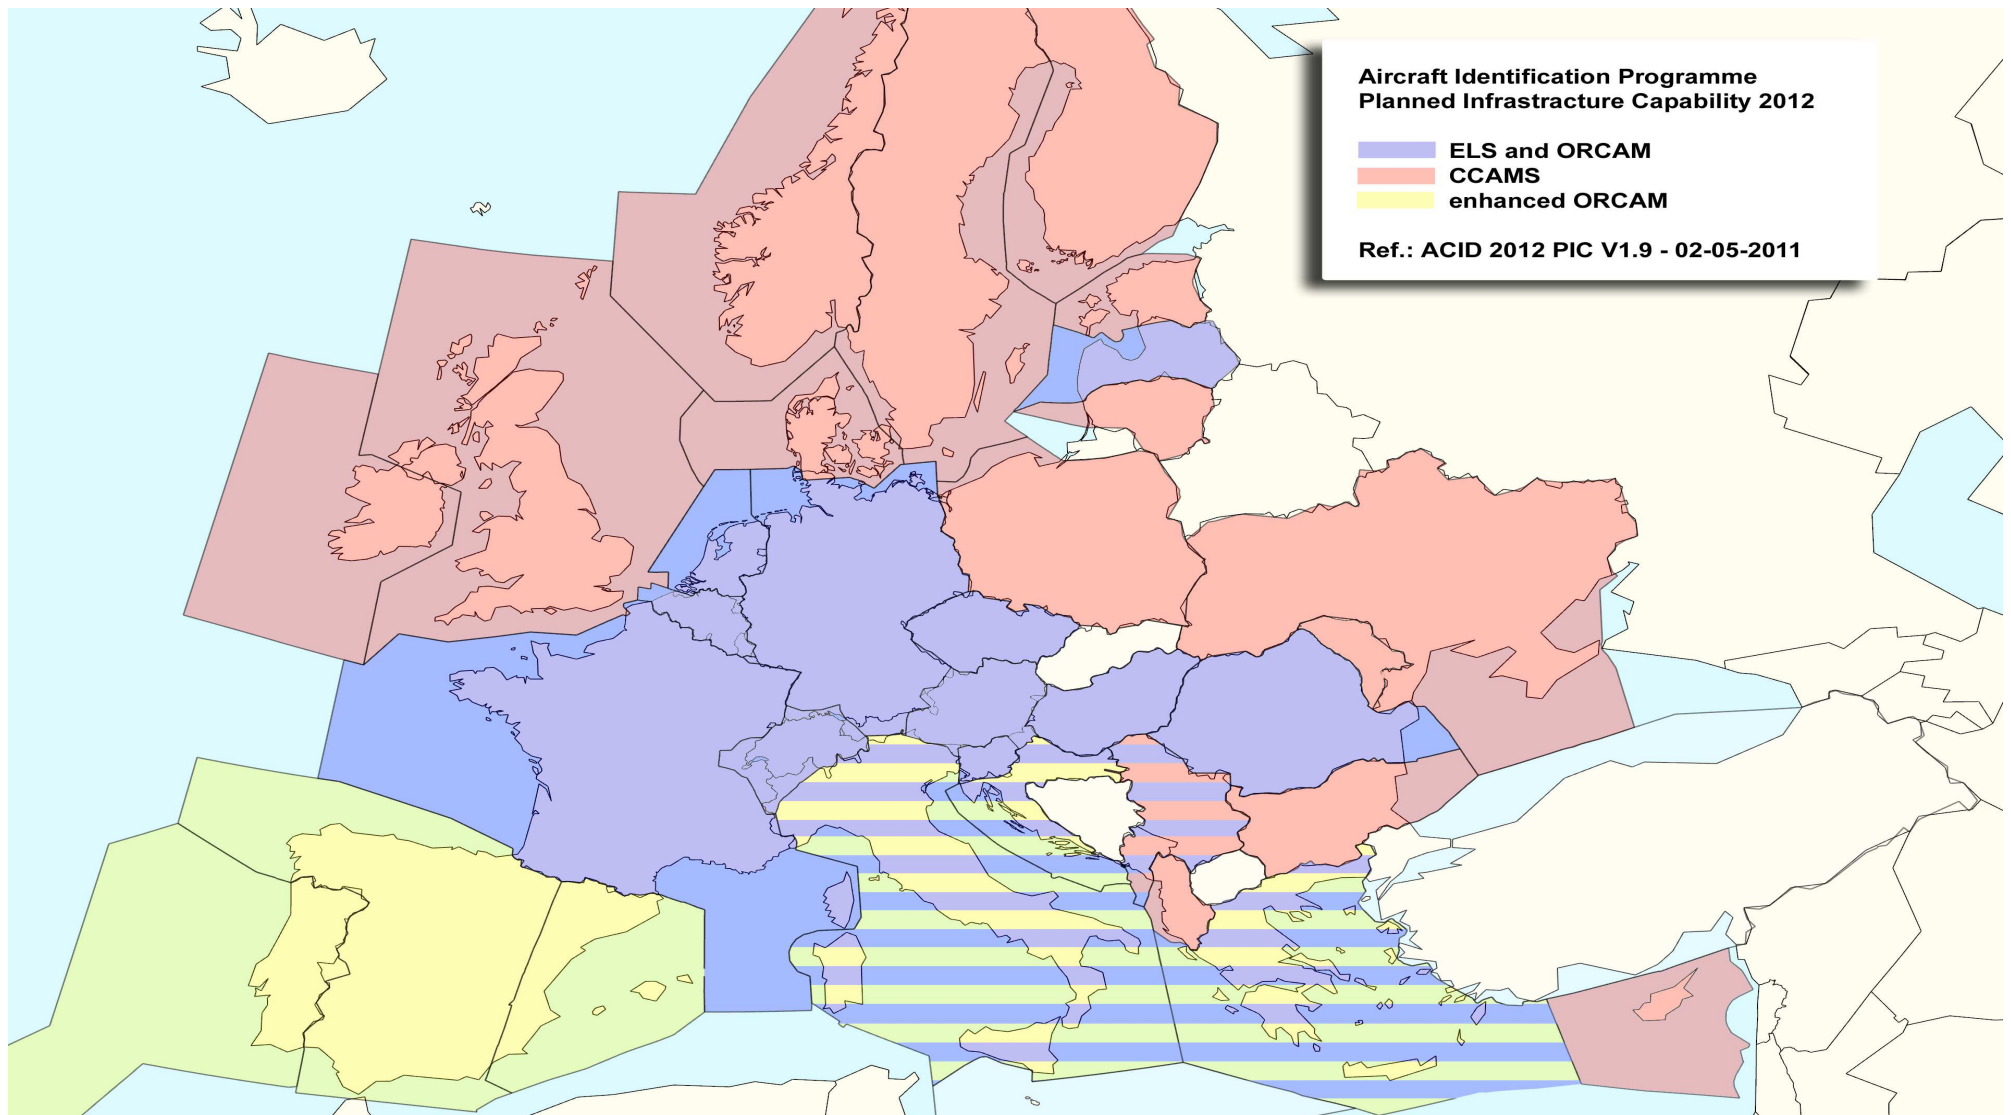 Aircraft Identification Programme
Planned Infrastracture Capability 2012
ELS and ORCAM
CCAMS
enhanced ORCAM
Ref.: ACID 2012 PIC V1.9 - 02-05-2011